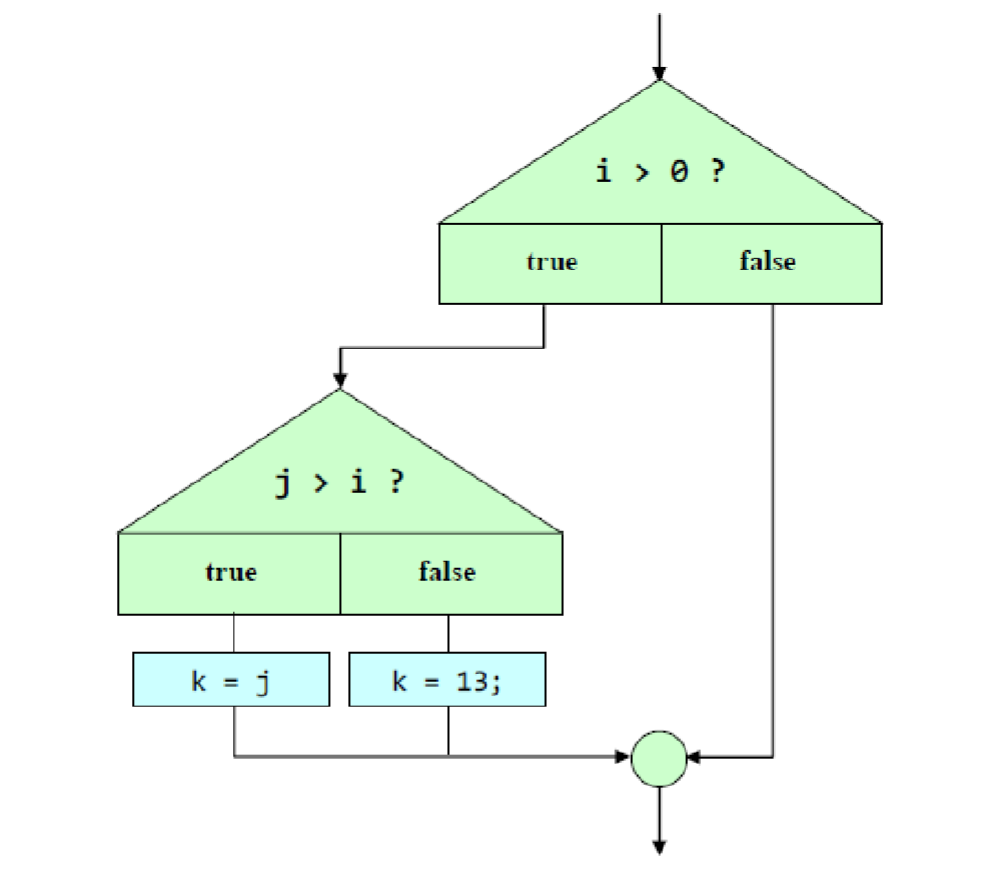 i > 0 ?
true false
j > i ?
true false
k = j k = 13;